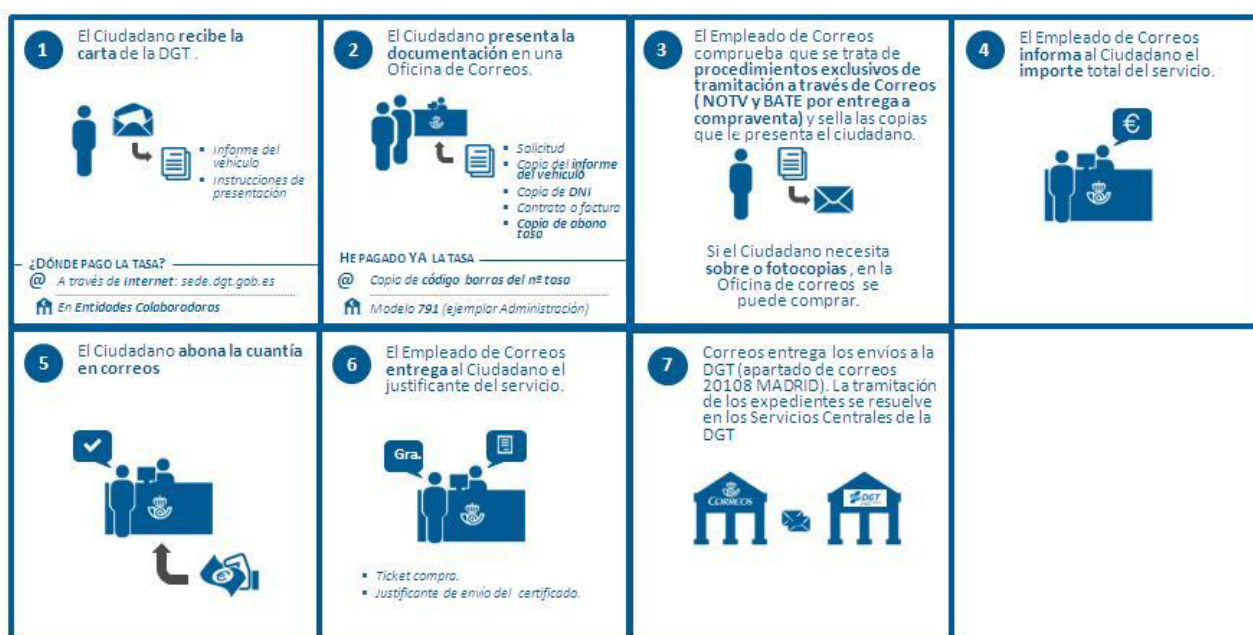 1
El Ciudadano recibe la
carta de la DGT .
Informe del
vehículo
Instrucciones de
presentación
¿DÓNDE PAGO LA TASA?
@ A través de Internet: sede.dgt.gob.es
En Entidades Colaboradoras
2
El Ciudadano presenta la
documentación en una
Oficina de Correos.
Solicitud
Copia del informe
del vehículo
Copia de DNI
Contrato o factura
Copia de abono
tasa
HE PAGADO YA LA TASA
@ Copia de código barras del nº tasa
Modelo 791 (ejemplar Administración)
3
El Empleado de Correos
comprueba que se trata de
procedimientos exclusivos de
tramitación a través de Correos
( NOTV y BATE por entrega a
compraventa) y sella las copias
que le presenta el ciudadano.
Si el Ciudadano necesita
sobre o fotocopias, en la
Oficina de correos se
puede comprar.
4
El Empleado de Correos
informa al Ciudadano el
importe total del servicio.
€
5
El Ciudadano abona la cuantía
en correos
€
6
El Empleado de Correos
entrega al Ciudadano el
justificante del servicio.
Gra.
Ticket compra.
Justificante de envío del certificado.
7
Correos entrega los envíos a la
DGT (apartado de correos
20108 MADRID). La tramitación
de los expedientes se resuelve
en los Servicios Centrales de la
DGT
CORREOS
DGT